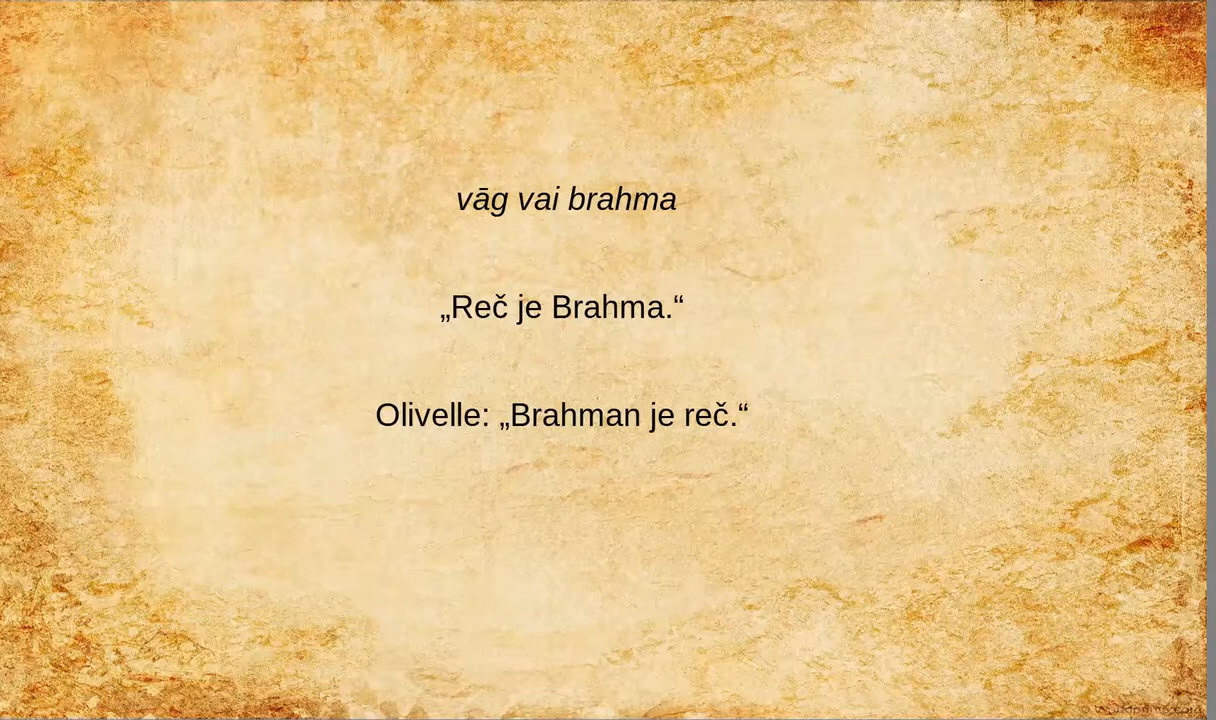 vāg vai brahma
„Reč je Brahma.“
Olivelle: „Brahman je reč.“